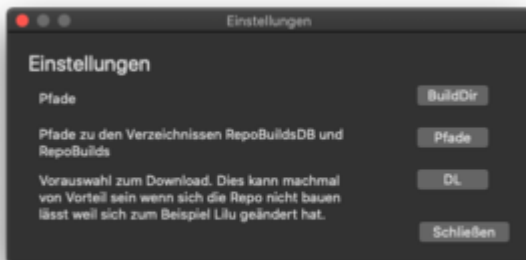 Einstellungen
Einstellungen
Pfade
BuildDir
Pfade zu den Verzeichnissen RepoBuildsDB und
RepoBuilds
Pfade
Vorauswahl zum Download. Dies kann machmal
von Vorteil sein wenn sich die Repo nicht bauen
lässt weil sich zum Beispiel Lilu geändert hat.
DL
Schließen